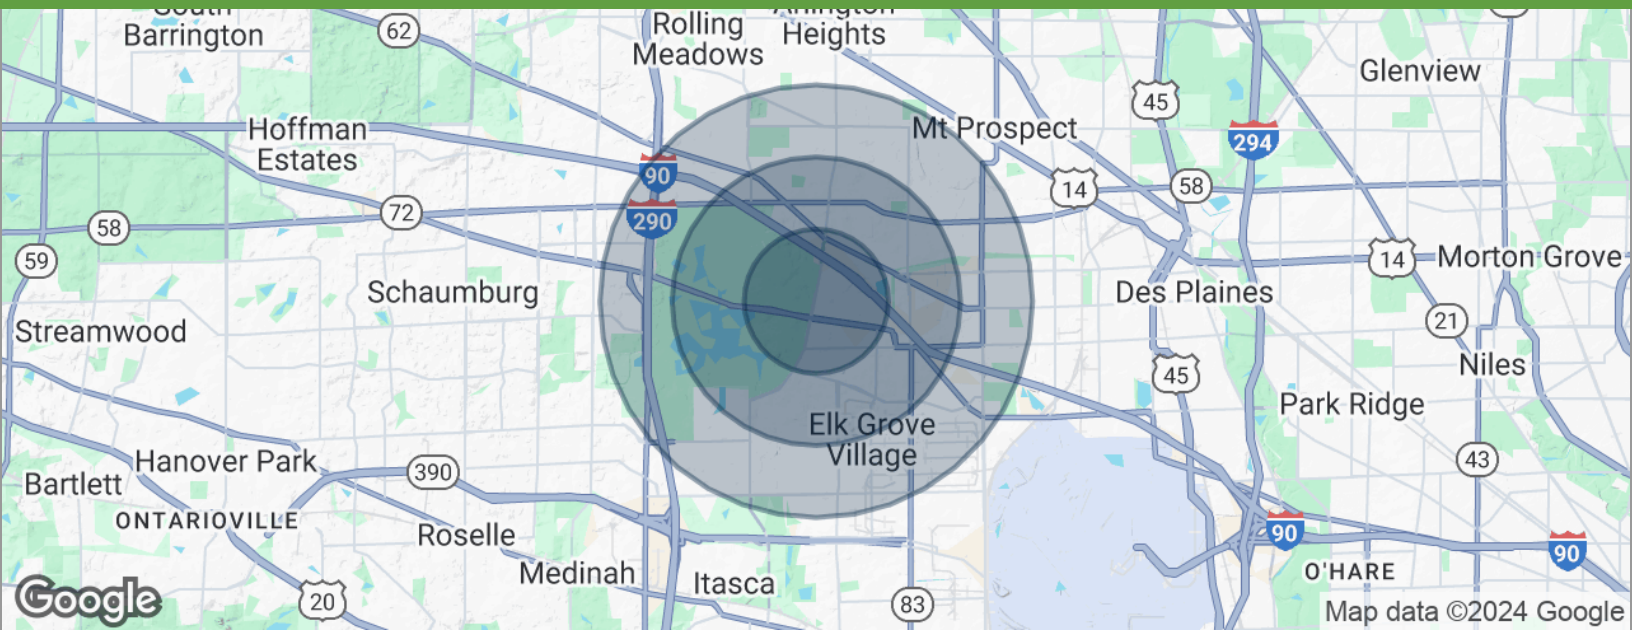 South
Barrington
62
Rolling
Meadows
Arlington
Heights
Glenview
45
Hoffman
Estates
Mt Prospect
294
90
14
58
72
290
58
59
14
Morton Grove
Schaumburg
Des Plaines
Streamwood
21
Niles
45
Park Ridge
Elk Grove
Village
Hanover Park
390
43
Bartlett
ONTARIOVILLE
Roselle
90
90
Medinah
Itasca
O'HARE
Google
20
83
Map data ©2024 Google